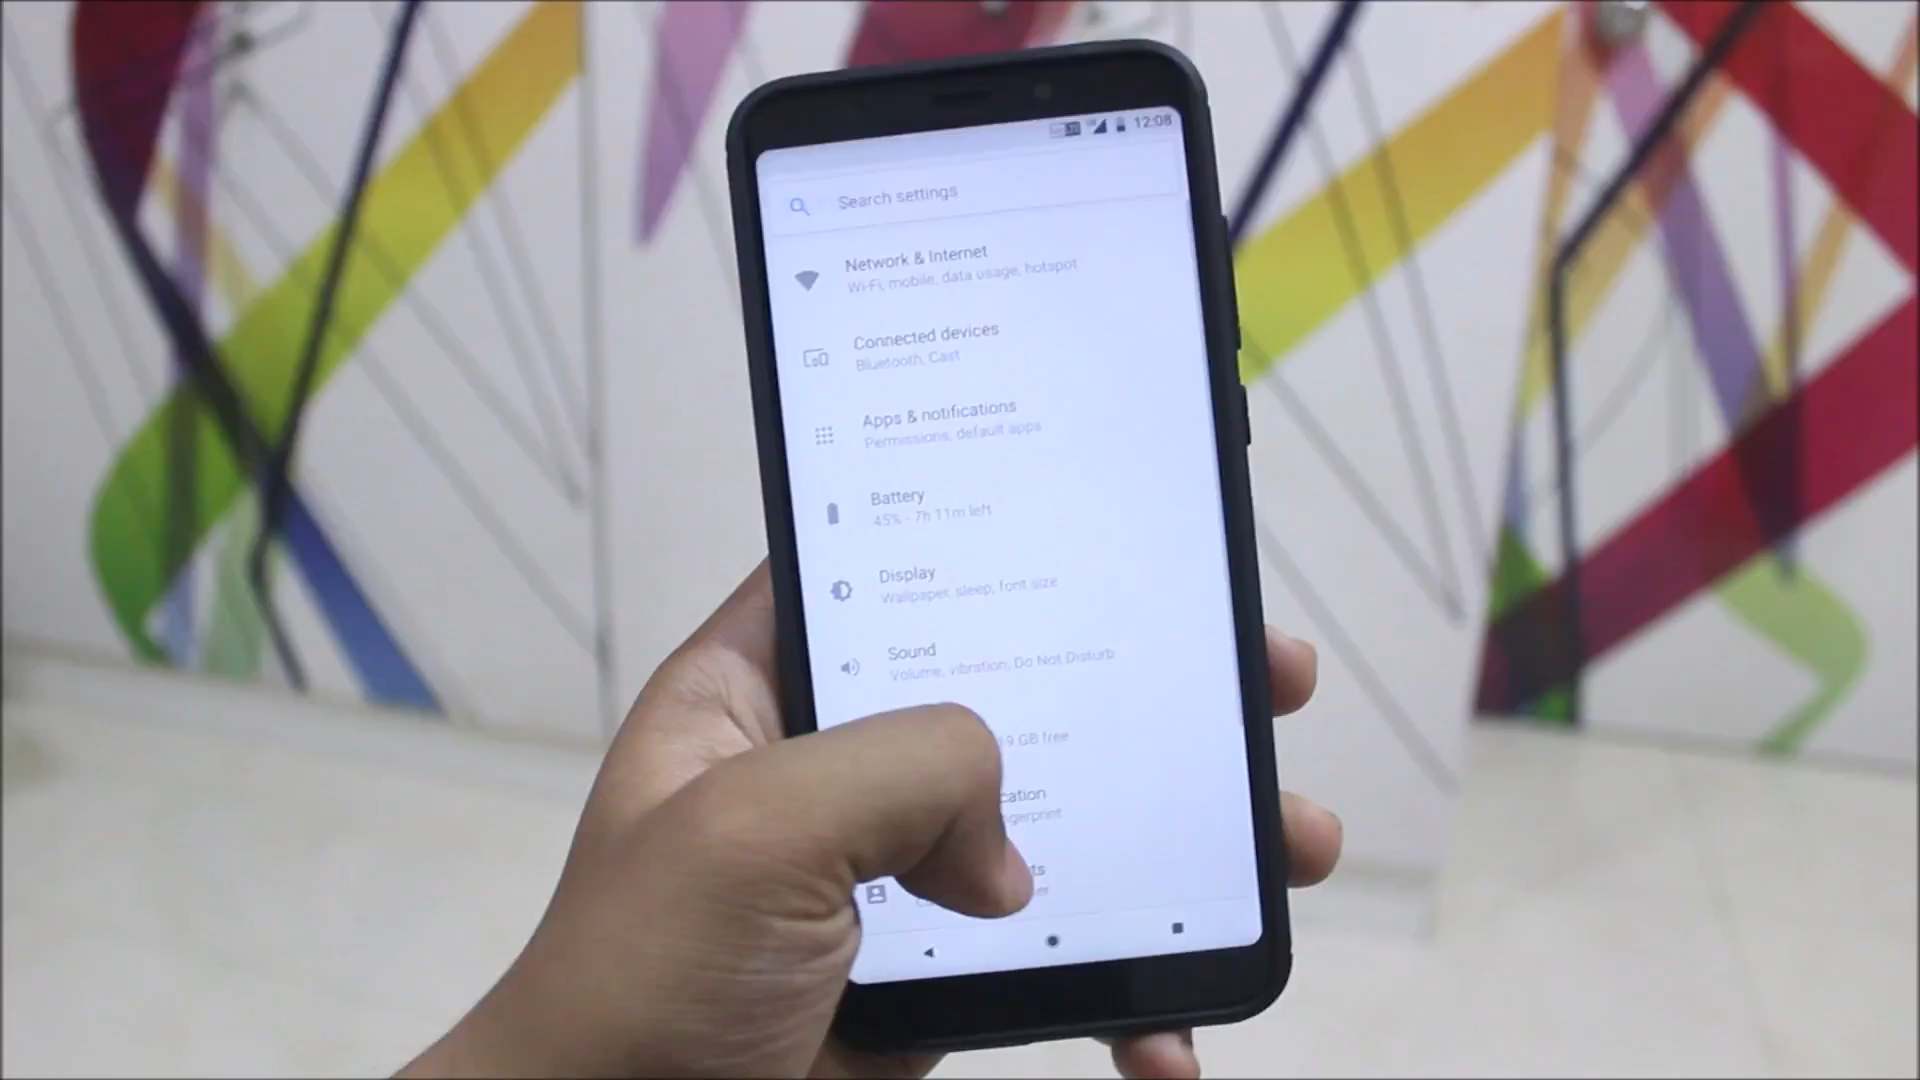 12:08
Search settings
Network & Internet
Wi-Fi, mobile, data usage, hotspot
Connected devices
Bluetooth, Cast
Apps & notifications
Permissions, default apps
Battery
45% - 7h 11m left
Display
Wallpaper, sleep, font size
Sound
Volume, vibration, Do Not Disturb
GB free